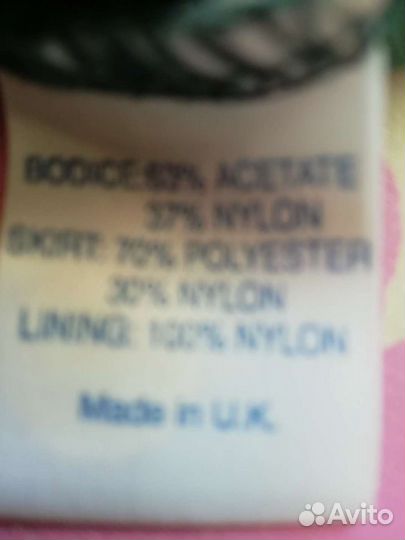 BODICE:63% ACETATE
37% NYLON
SKIRT: 70% POLYESTER
30% NYLON
LINING: 100% NYLON
Made in U.K.
Avito